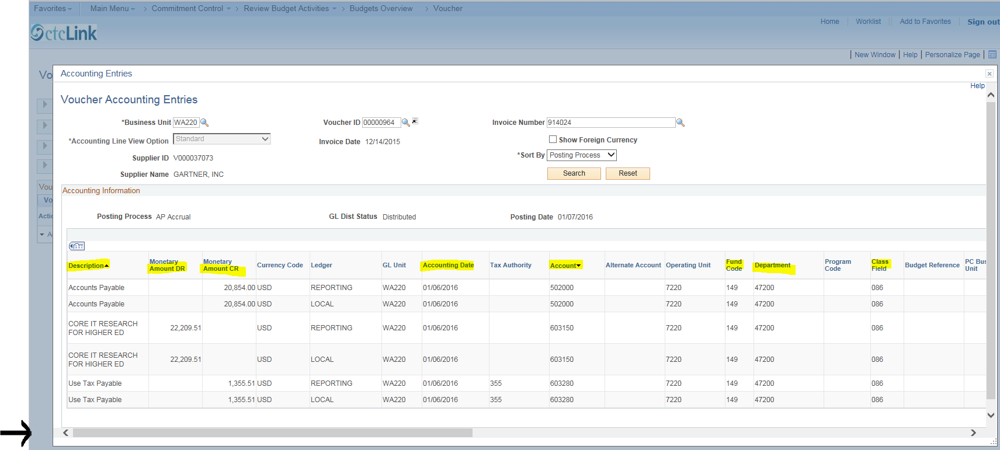 Favorites Main Menu > Commitment Control > Review Budget Activities > Budgets Overview > Voucher
ctcLink
Home Worklist Add to Favorites Sign out
New Window Help Personalize Page
Vo
Accounting Entries
Help
Voucher Accounting Entries
*Business Unit WA220 Voucher ID 00000964 Invoice Number 914024
*Accounting Line View Option Standard Invoice Date 12/14/2015 Show Foreign Currency
Supplier ID V000037073 *Sort By Posting Process
Supplier Name GARTNER, INC Search Reset
Vou
Accounting Information
Vo
Posting Process AP Accrual GL Dist Status Distributed Posting Date 01/07/2016
Actio
A
Description Monetary Amount DR Monetary Amount CR Currency Code Ledger GL Unit Accounting Date Tax Authority Account Alternate Account Operating Unit Fund Code Department Program Code Class Field Budget Reference PC Bus Unit
Accounts Payable 20,854.00 USD REPORTING WA220 01/06/2016 502000 7220 149 47200 086
Accounts Payable 20,854.00 USD LOCAL WA220 01/06/2016 502000 7220 149 47200 086
CORE IT RESEARCH FOR HIGHER ED 22,209.51 USD REPORTING WA220 01/06/2016 603150 7220 149 47200 086
CORE IT RESEARCH FOR HIGHER ED 22,209.51 USD LOCAL WA220 01/06/2016 603150 7220 149 47200 086
Use Tax Payable 1,355.51 USD REPORTING WA220 01/06/2016 355 603280 7220 149 47200 086
Use Tax Payable 1,355.51 USD LOCAL WA220 01/06/2016 355 603280 7220 149 47200 086